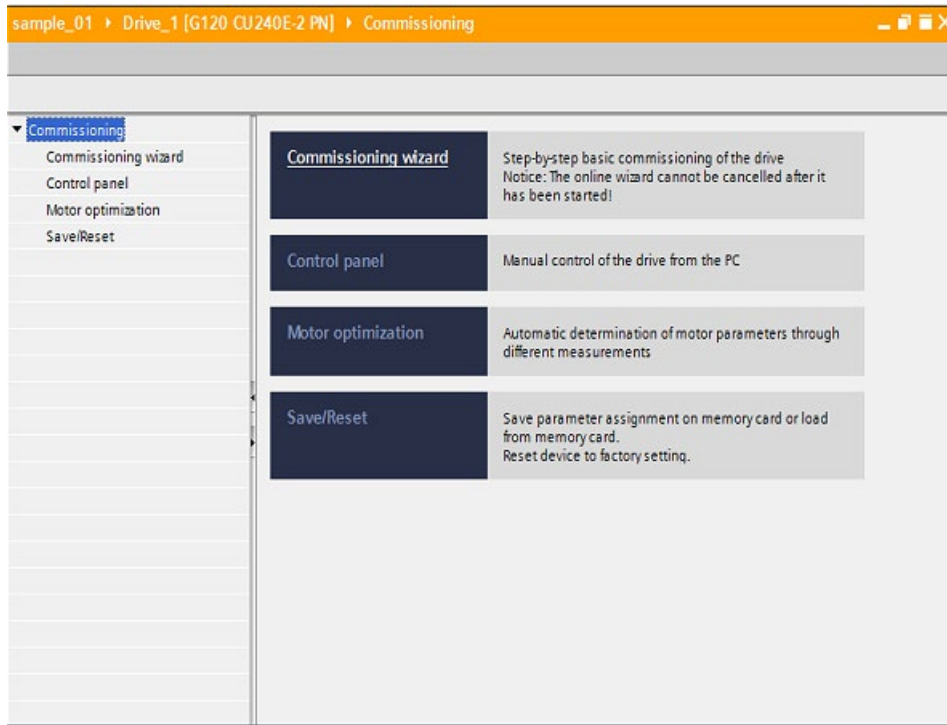 sample_01 ▸ Drive_1 [G120 CU240E-2 PN] ▸ Commissioning
Commissioning
Commissioning wizard
Control panel
Motor optimization
Save/Reset
Commissioning wizard
Step-by-step basic commissioning of the drive
Notice: The online wizard cannot be cancelled after it
has been started!
Control panel
Manual control of the drive from the PC
Motor optimization
Automatic determination of motor parameters through
different measurements
Save/Reset
Save parameter assignment on memory card or load
from memory card.
Reset device to factory setting.